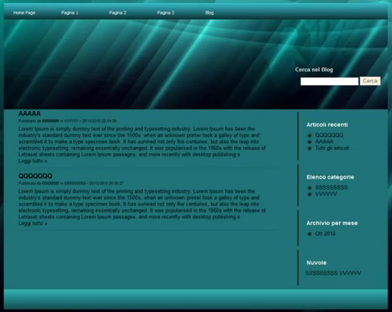 Home Page Pagina 1 Pagina 2 Pagina 3 Blog
Cerca nel Blog
Cerca
AAAAA
Lorem Ipsum is simply dummy text of the printing and typesetting industry. Lorem Ipsum has been the
industry's standard dummy text ever since the 1500s, when an unknown printer took a galley of type and
scrambled it to make a type specimen book. It has survived not only five centuries, but also the leap into
electronic typesetting, remaining essentially unchanged. It was popularised in the 1960s with the release of
Letraset sheets containing Lorem Ipsum passages, and more recently with desktop publishing s
Leggi tutto »
QQQQQQQ
Lorem Ipsum is simply dummy text of the printing and typesetting industry. Lorem Ipsum has been the
industry's standard dummy text ever since the 1500s, when an unknown printer took a galley of type and
scrambled it to make a type specimen book. It has survived not only five centuries, but also the leap into
electronic typesetting, remaining essentially unchanged. It was popularised in the 1960s with the release of
Letraset sheets containing Lorem Ipsum passages, and more recently with desktop publishing s
Leggi tutto »
Articoli recenti
QQQQQQQ
AAAAA
Tutti gli articoli
Elenco categorie
SSSSSSSSS
VVVVVV
Archivio per mese
Ott 2016
Nuvole
SSSSSSSSS VVVVVV